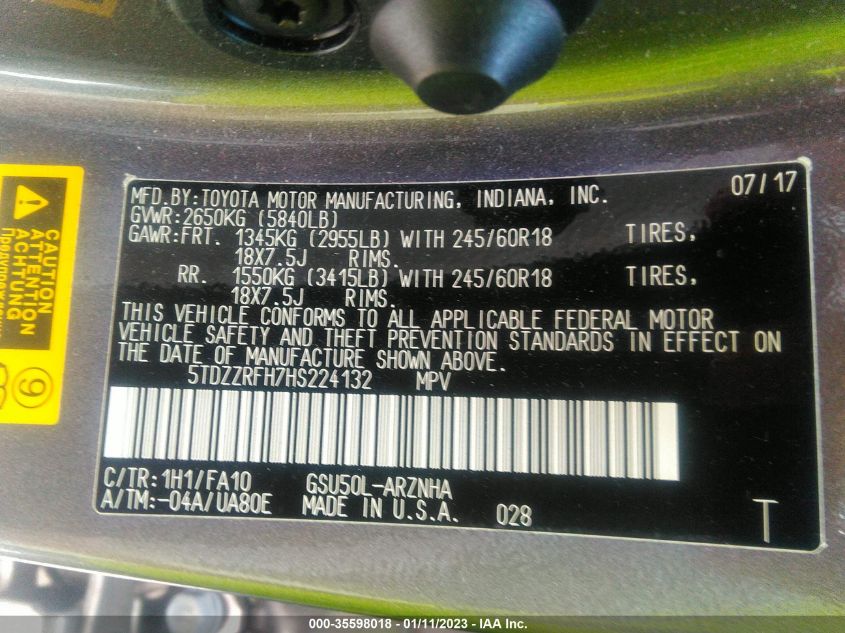 MFD.BY:TOYOTA MOTOR MANUFACTURING, INDIANA, INC. 07/17
GVWR:2650KG (5840LB)
GAWR:FRT. 1345KG (2955LB) WITH 245/60R18 TIRES,
18X7.5J RIMS.
RR. 1550KG (3415LB) WITH 245/60R18 TIRES,
18X7.5J RIMS.
THIS VEHICLE CONFORMS TO ALL APPLICABLE FEDERAL MOTOR
VEHICLE SAFETY AND THEFT PREVENTION STANDARDS IN EFFECT ON
THE DATE OF MANUFACTURE SHOWN ABOVE.
5TDZZRFH7HS224132 MPV
C/TR:1H1/FA10 GSU50L-ARZNHA
A/TM:-04A/UA80E MADE IN U.S.A. 028 T
CAUTION
ATTENTION
ACHTUNG
9
000-35598018 - 01/11/2023 - IAA Inc.